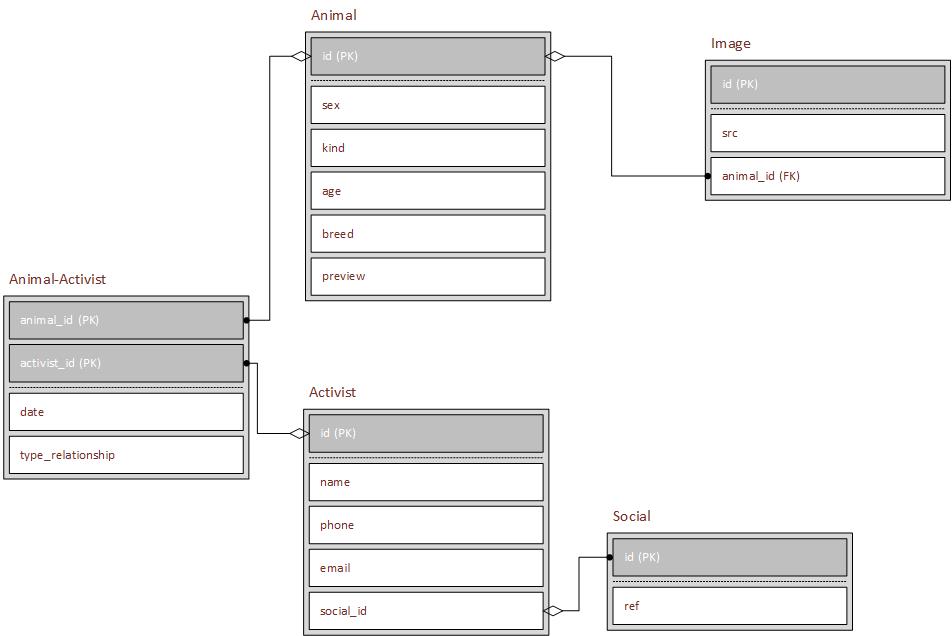 Animal
id (PK)
sex
kind
age
breed
preview
Image
id (PK)
src
animal_id (FK)
Animal-Activist
animal_id (PK)
activist_id (PK)
date
type_relationship
Activist
id (PK)
name
phone
email
social_id
Social
id (PK)
ref